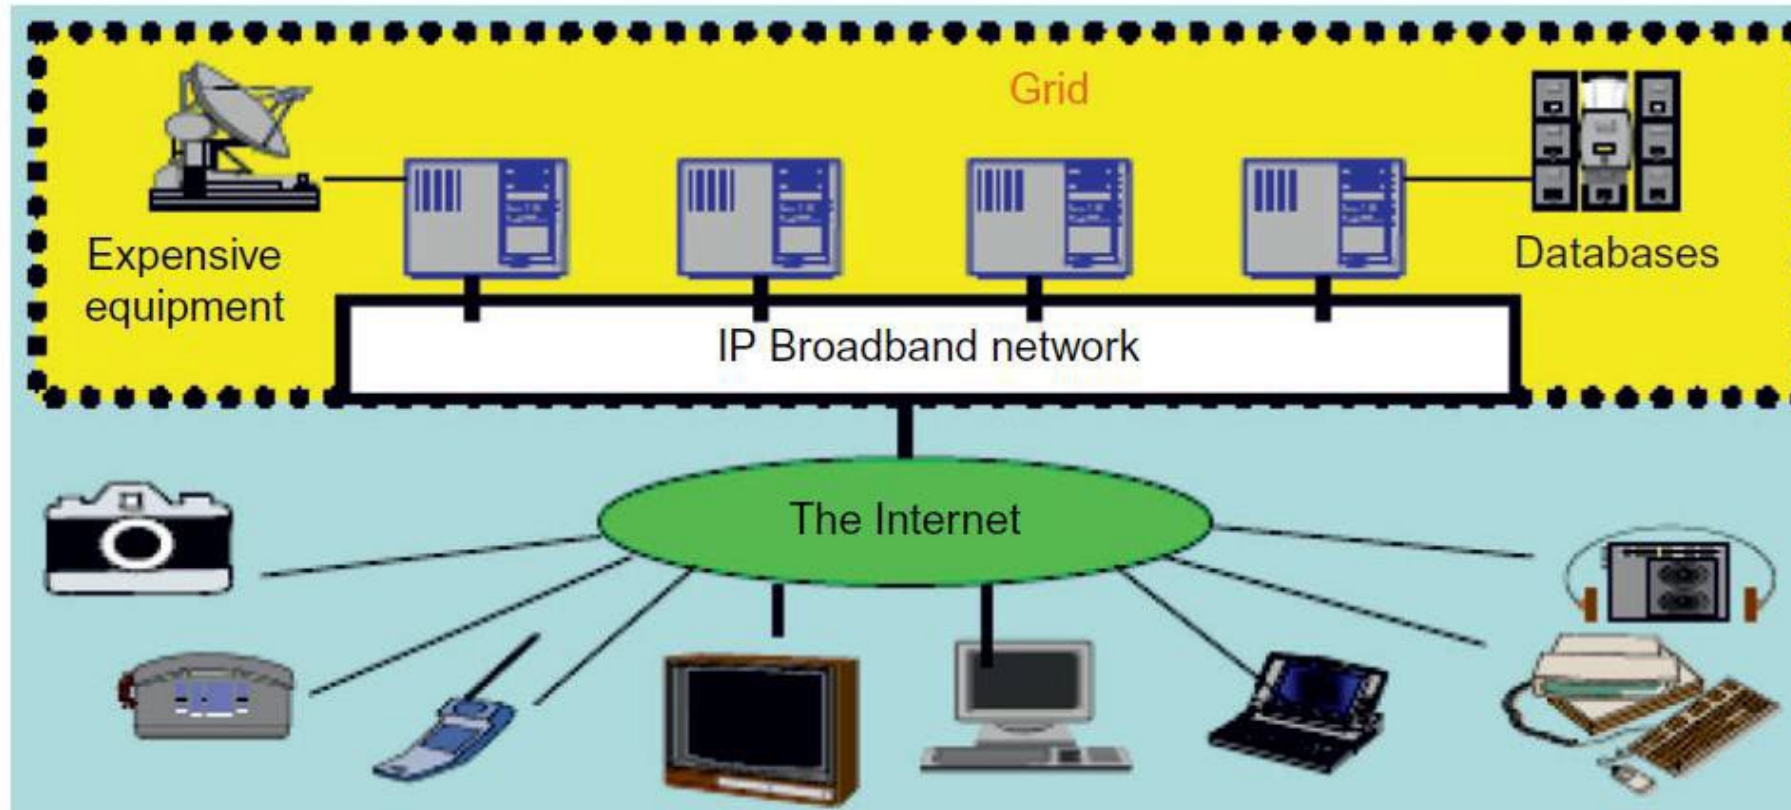 Grid
Expensive
equipment
Databases
IP Broadband network
The Internet